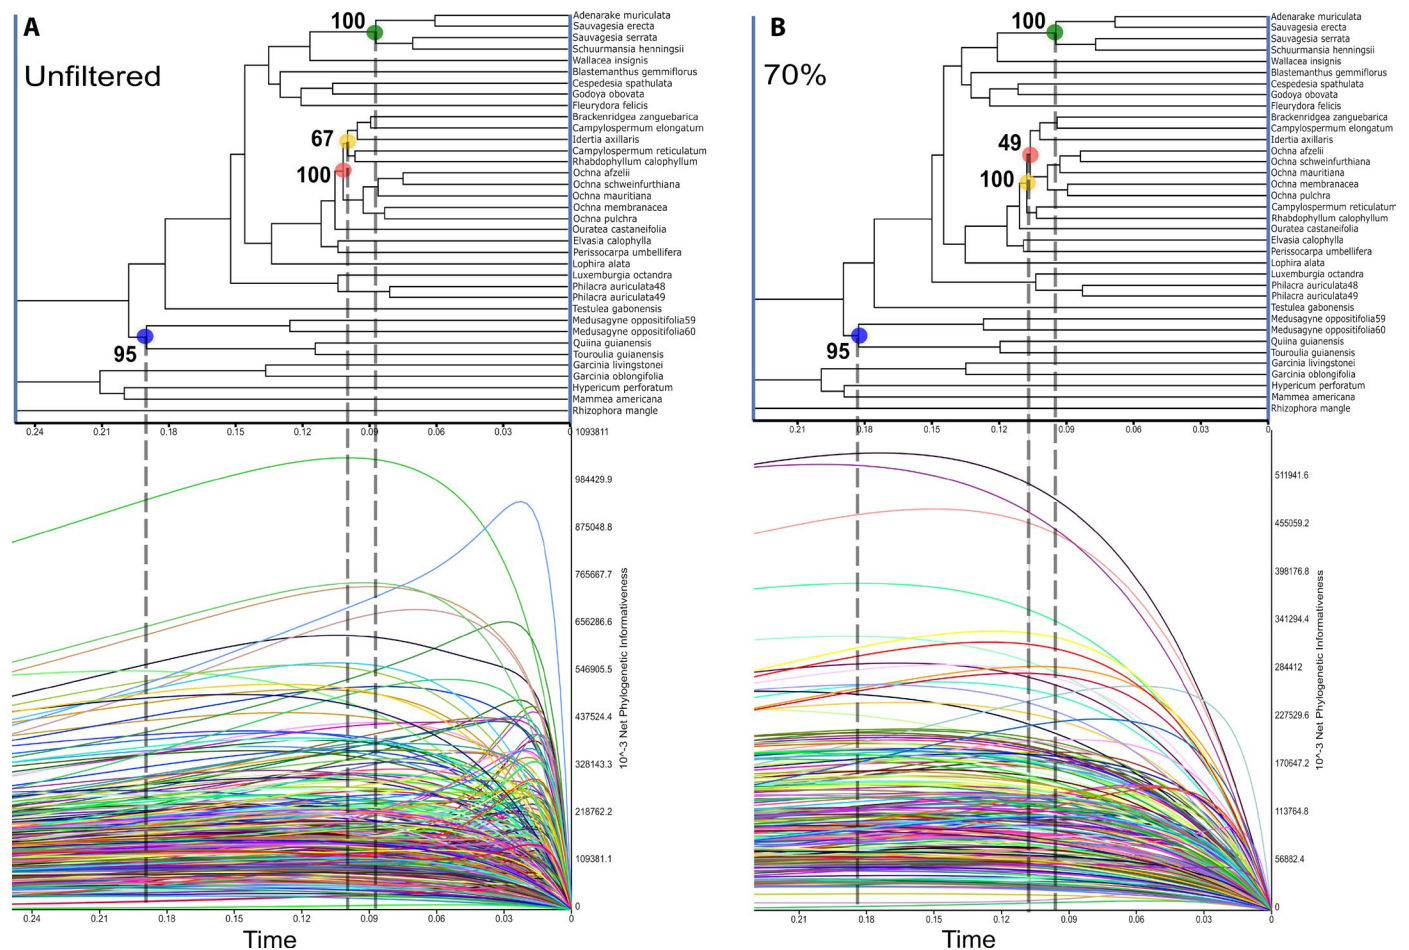 A
Unfiltered
100
67
100
95
Adenarake muriculata
Sauvagesia erecta
Sauvagesia serrata
Schuurmansia henningsii
Wallacea insignis
Blastemanthus gemmiflorus
Cespedesia spathulata
Godoya obovata
Fleurydora felicis
Brackenridgea zanguebarica
Campylospermum elongatum
Idertia axillaris
Campylospermum reticulatum
Rhabdophyllum calophyllum
Ochna afzelii
Ochna schweinfurthiana
Ochna mauritiana
Ochna membranacea
Ochna pulchra
Ouratea castaneifolia
Elvasia calophylla
Perissocarpa umbellifera
Lophira alata
Luxemburgia octandra
Philacra auriculata48
Philacra auriculata49
Testulea gabonensis
Medusagyne oppositifolia59
Medusagyne oppositifolia60
Quiina guianensis
Touroulia guianensis
Garcinia livingstonei
Garcinia oblongifolia
Hypericum perforatum
Mammea americana
Rhizophora mangle
0.24 0.21 0.18 0.15 0.12 0.09 0.06 0.03 0
1093811
984429.9
875048.8
765667.7
656286.6
546905.5
437524.4
328143.3
218762.2
109381.1
0
10^-3 Net Phylogenetic Informativeness
0.24 0.21 0.18 0.15 0.12 0.09 0.06 0.03 0
Time
B
70%
100
49
100
95
Adenarake muriculata
Sauvagesia erecta
Sauvagesia serrata
Schuurmansia henningsii
Wallacea insignis
Blastemanthus gemmiflorus
Cespedesia spathulata
Godoya obovata
Fleurydora felicis
Brackenridgea zanguebarica
Campylospermum elongatum
Idertia axillaris
Ochna afzelii
Ochna schweinfurthiana
Ochna mauritiana
Ochna membranacea
Ochna pulchra
Campylospermum reticulatum
Rhabdophyllum calophyllum
Ouratea castaneifolia
Elvasia calophylla
Perissocarpa umbellifera
Lophira alata
Luxemburgia octandra
Philacra auriculata48
Philacra auriculata49
Testulea gabonensis
Medusagyne oppositifolia59
Medusagyne oppositifolia60
Quiina guianensis
Touroulia guianensis
Garcinia livingstonei
Garcinia oblongifolia
Hypericum perforatum
Mammea americana
Rhizophora mangle
0.21 0.18 0.15 0.12 0.09 0.06 0.03 0
511941.6
455059.2
398176.8
341294.4
284412
227529.6
170647.2
113764.8
56882.4
0
10^-3 Net Phylogenetic Informativeness
0.21 0.18 0.15 0.12 0.09 0.06 0.03 0
Time